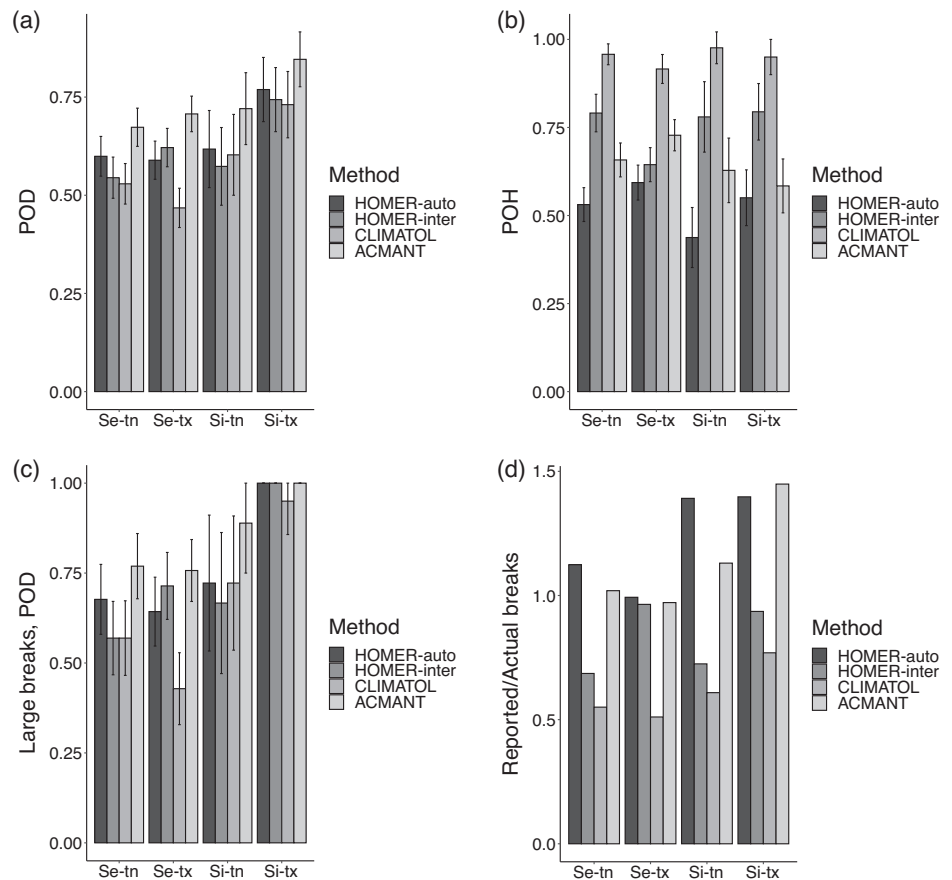 (a)
POD
0.75
0.50
0.25
0.00
Se-tn Se-tx Si-tn Si-tx
Method
HOMER-auto
HOMER-inter
CLIMATOL
ACMANT
(b)
POH
1.00
0.75
0.50
0.25
0.00
Se-tn Se-tx Si-tn Si-tx
Method
HOMER-auto
HOMER-inter
CLIMATOL
ACMANT
(c)
Large breaks, POD
1.00
0.75
0.50
0.25
0.00
Se-tn Se-tx Si-tn Si-tx
Method
HOMER-auto
HOMER-inter
CLIMATOL
ACMANT
(d)
Reported/Actual breaks
1.5
1.0
0.5
0.0
Se-tn Se-tx Si-tn Si-tx
Method
HOMER-auto
HOMER-inter
CLIMATOL
ACMANT